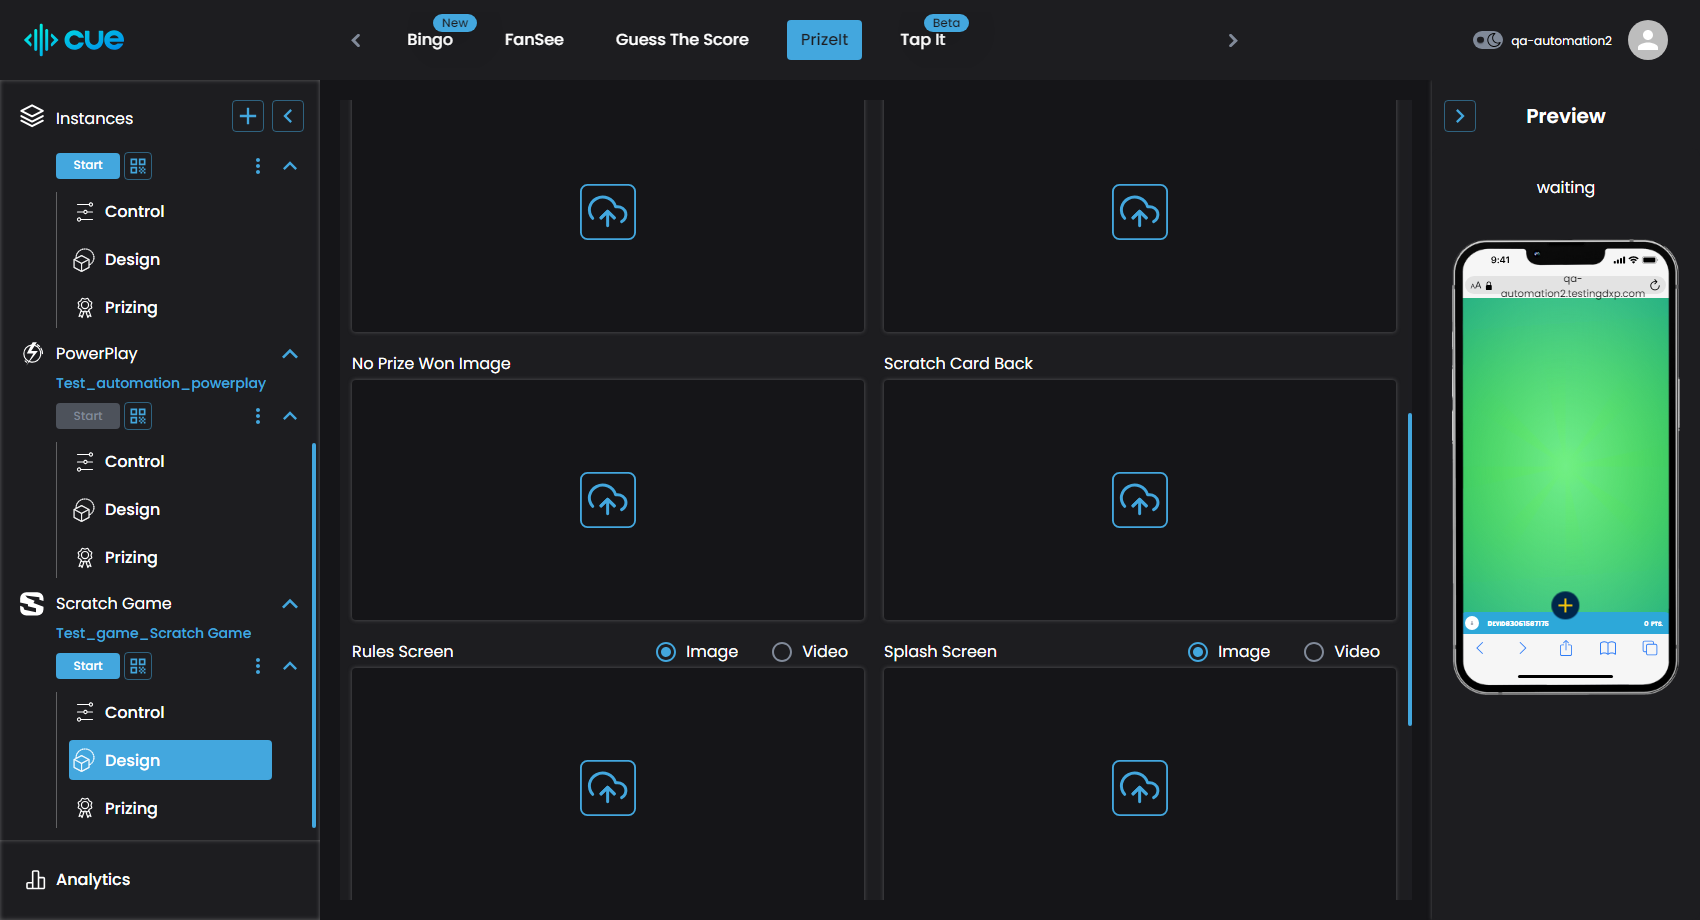 cue
New
Bingo
FanSee
Guess The Score
PrizeIt
Beta
Tap It
qa-automation2
Instances
Start
Control
Design
Prizing
PowerPlay
Test_automation_powerplay
Start
Control
Design
Prizing
Scratch Game
Test_game_Scratch Game
Start
Control
Design
Prizing
Analytics
No Prize Won Image
Scratch Card Back
Rules Screen
Image
Video
Splash Screen
Image
Video
Preview
waiting
9:41
AA
qa-
automation2.testingdxp.com
0 PTS.